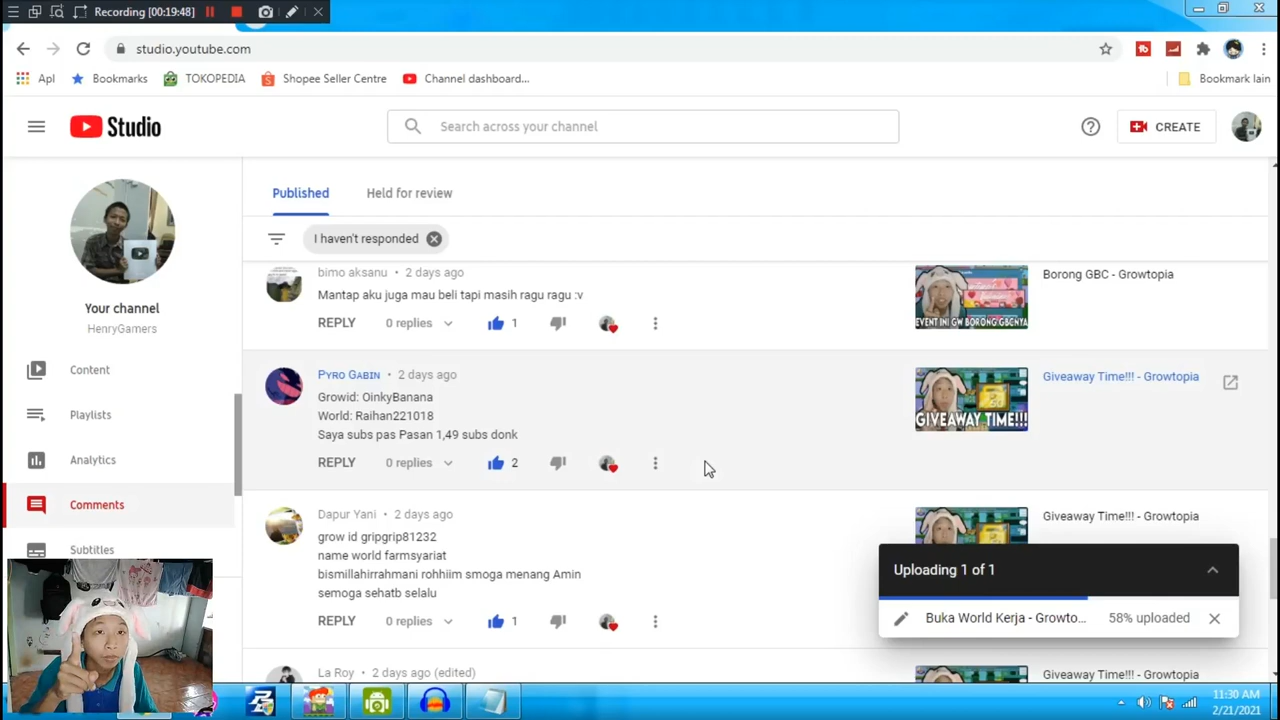 Recording (00:19:48)
studio.youtube.com
Apl
Bookmarks
TOKOPEDIA
Shopee Seller Centre
Channel dashboard...
Bookmark lain
Studio
Search across your channel
CREATE
Your channel
HenryGamers
Content
Playlists
Analytics
Comments
Subtitles
Published
Held for review
I haven't responded
bimo aksanu • 2 days ago
Mantap aku juga mau beli tapi masih ragu ragu :v
REPLY 0 replies 1
EVENT INI GW BORONG GBCNYA
Borong GBC - Growtopia
Pyro Gabin • 2 days ago
Growid: OinkyBanana
World: Raihan221018
Saya subs pas Pasan 1,49 subs donk
REPLY 0 replies 2
GIVEAWAY TIME!!!
Giveaway Time!!! - Growtopia
Dapur Yani • 2 days ago
grow id gripgrip81232
name world farmsyariat
bismillahirrahmani rohhiim smoga menang Amin
semoga sehatb selalu
REPLY 0 replies 1
Giveaway Time!!! - Growtopia
La Roy • 2 days ago (edited)
Giveaway Time!!! - Growtopia
Uploading 1 of 1
Buka World Kerja - Growto...
58% uploaded
11:30 AM
2/21/2021